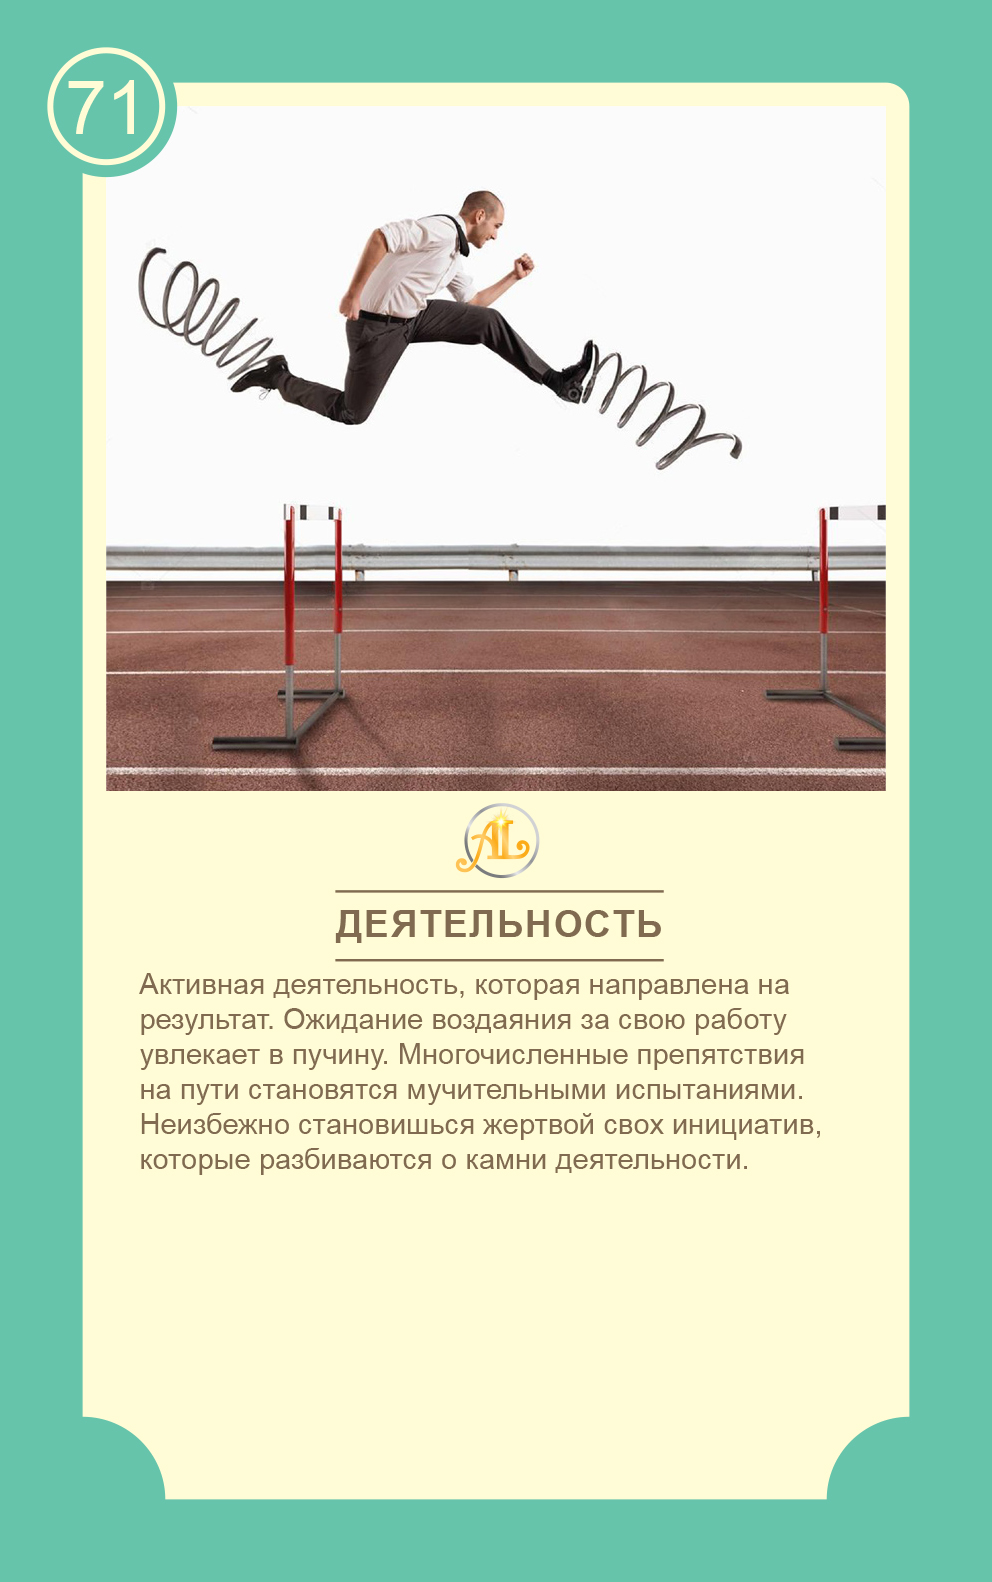 71
AL
ДЕЯТЕЛЬНОСТЬ
Активная деятельность, которая направлена на
результат. Ожидание воздаяния за свою работу
увлекает в пучину. Многочисленные препятствия
на пути становятся мучительными испытаниями.
Неизбежно становишься жертвой свох инициатив,
которые разбиваются о камни деятельности.